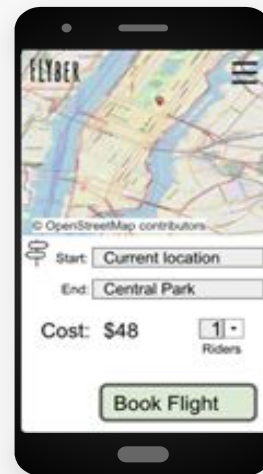 FLYBER
© OpenStreetMap contributors
Start: Current location
End: Central Park
Cost: $48 1
Riders
Book Flight